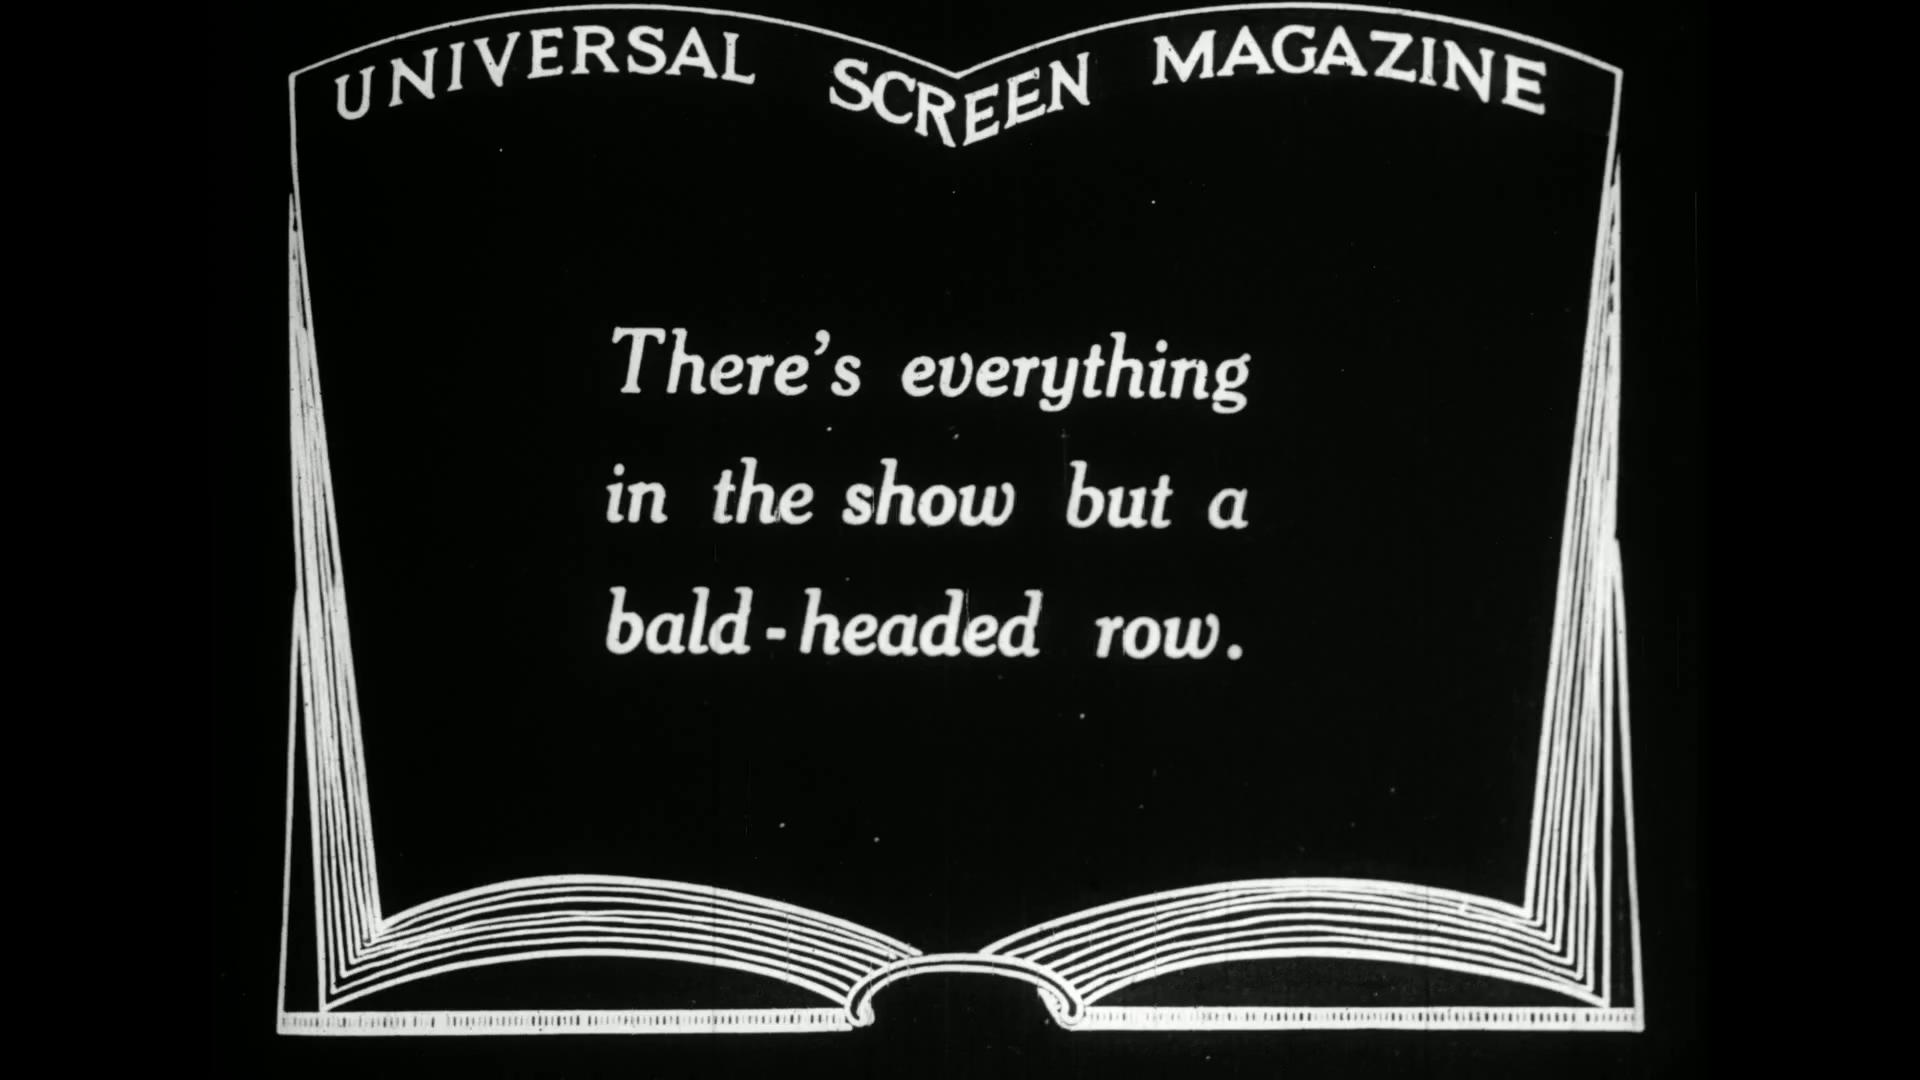 UNIVERSAL SCREEN MAGAZINE
There's everything
in the show but a
bald-headed row.